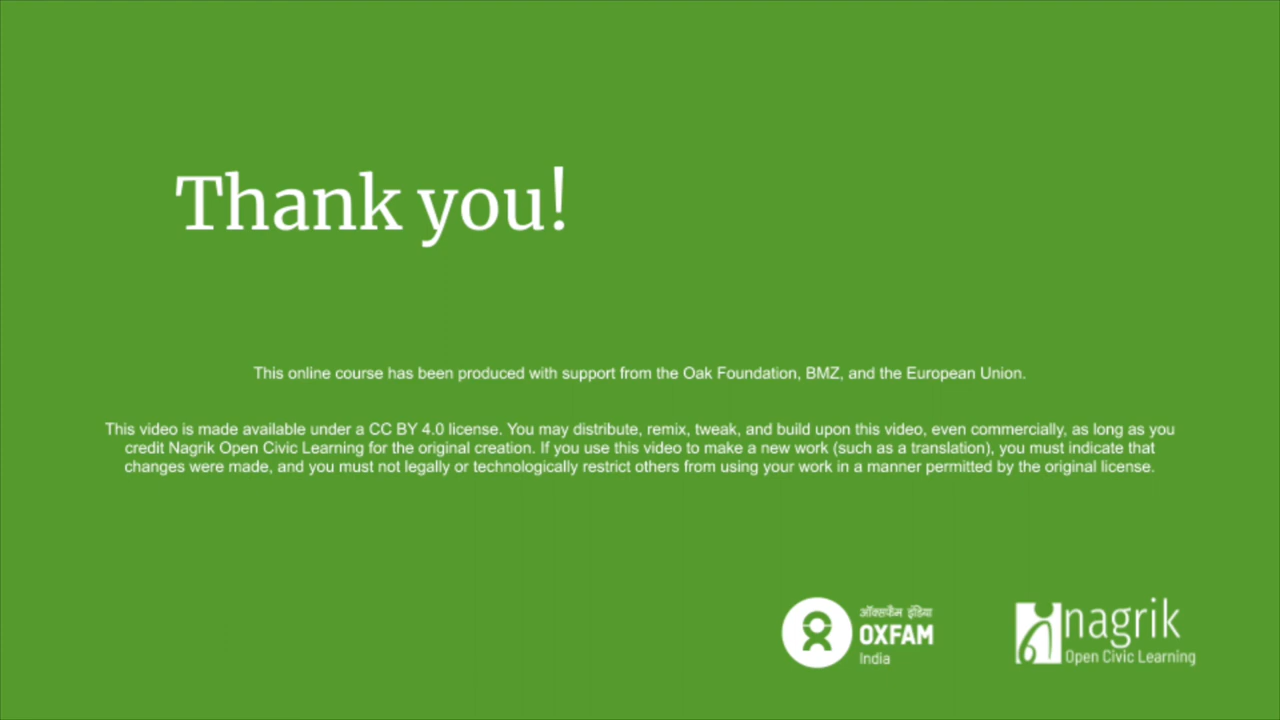 Thank you!
This online course has been produced with support from the Oak Foundation, BMZ, and the European Union.
This video is made available under a CC BY 4.0 license. You may distribute, remix, tweak, and build upon this video, even commercially, as long as you
credit Nagrik Open Civic Learning for the original creation. If you use this video to make a new work (such as a translation), you must indicate that
changes were made, and you must not legally or technologically restrict others from using your work in a manner permitted by the original license.
ऑक्सफैम इंडिया
OXFAM
India
nagrik
Open Civic Learning